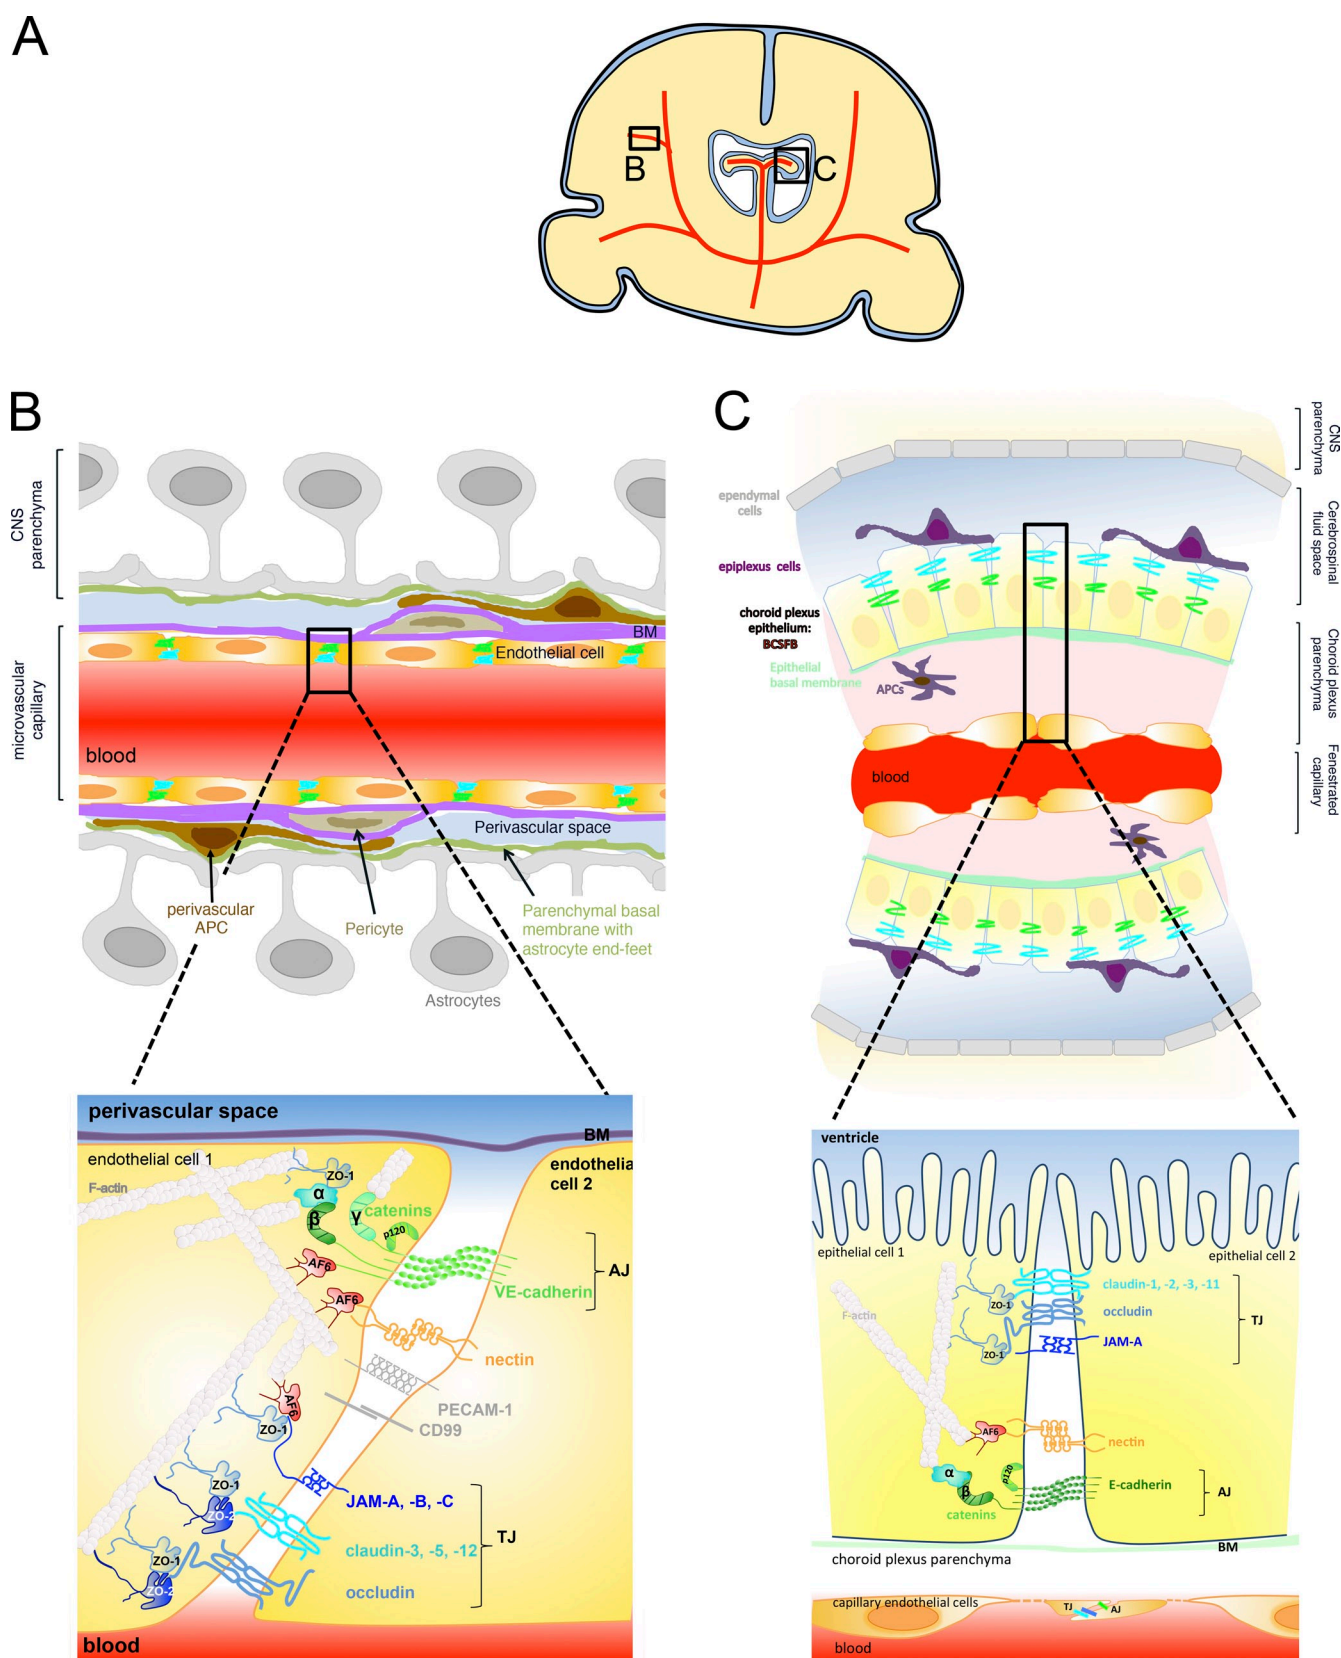 A
B
C
B
CNS
parenchyma
microvascular
capillary
BM
Endothelial cell
blood
Perivascular space
perivascular
APC
Pericyte
Parenchymal basal
membrane with
astrocyte end-feet
Astrocytes
perivascular space
BM
endothelial cell 1
endothelia
cell 2
F-actin
ZO-1
α
β
γ
catenins
p120
AF6
AJ
VE-cadherin
AF6
nectin
PECAM-1
CD99
AF6
ZO-1
JAM-A, -B, -C
ZO-1
ZO-2
TJ
claudin-3, -5, -12
ZO-1
ZO-2
occludin
blood
C
CNS
parenchyma
ependymal
cells
Cerebrospinal
fluid space
epiplexus cells
choroid plexus
epithelium:
BCSFB
Epithelial
basal membrane
APCs
Choroid plexus
parenchyma
blood
Fenestrated
capillary
ventricle
epithelial cell 1
epithelial cell 2
claudin-1, -2, -3, -11
ZO-1
occludin
TJ
F-actin
ZO-1
JAM-A
AF6
nectin
α
p120
β
E-cadherin
AJ
catenins
BM
choroid plexus parenchyma
capillary endothelial cells
TJ
AJ
blood